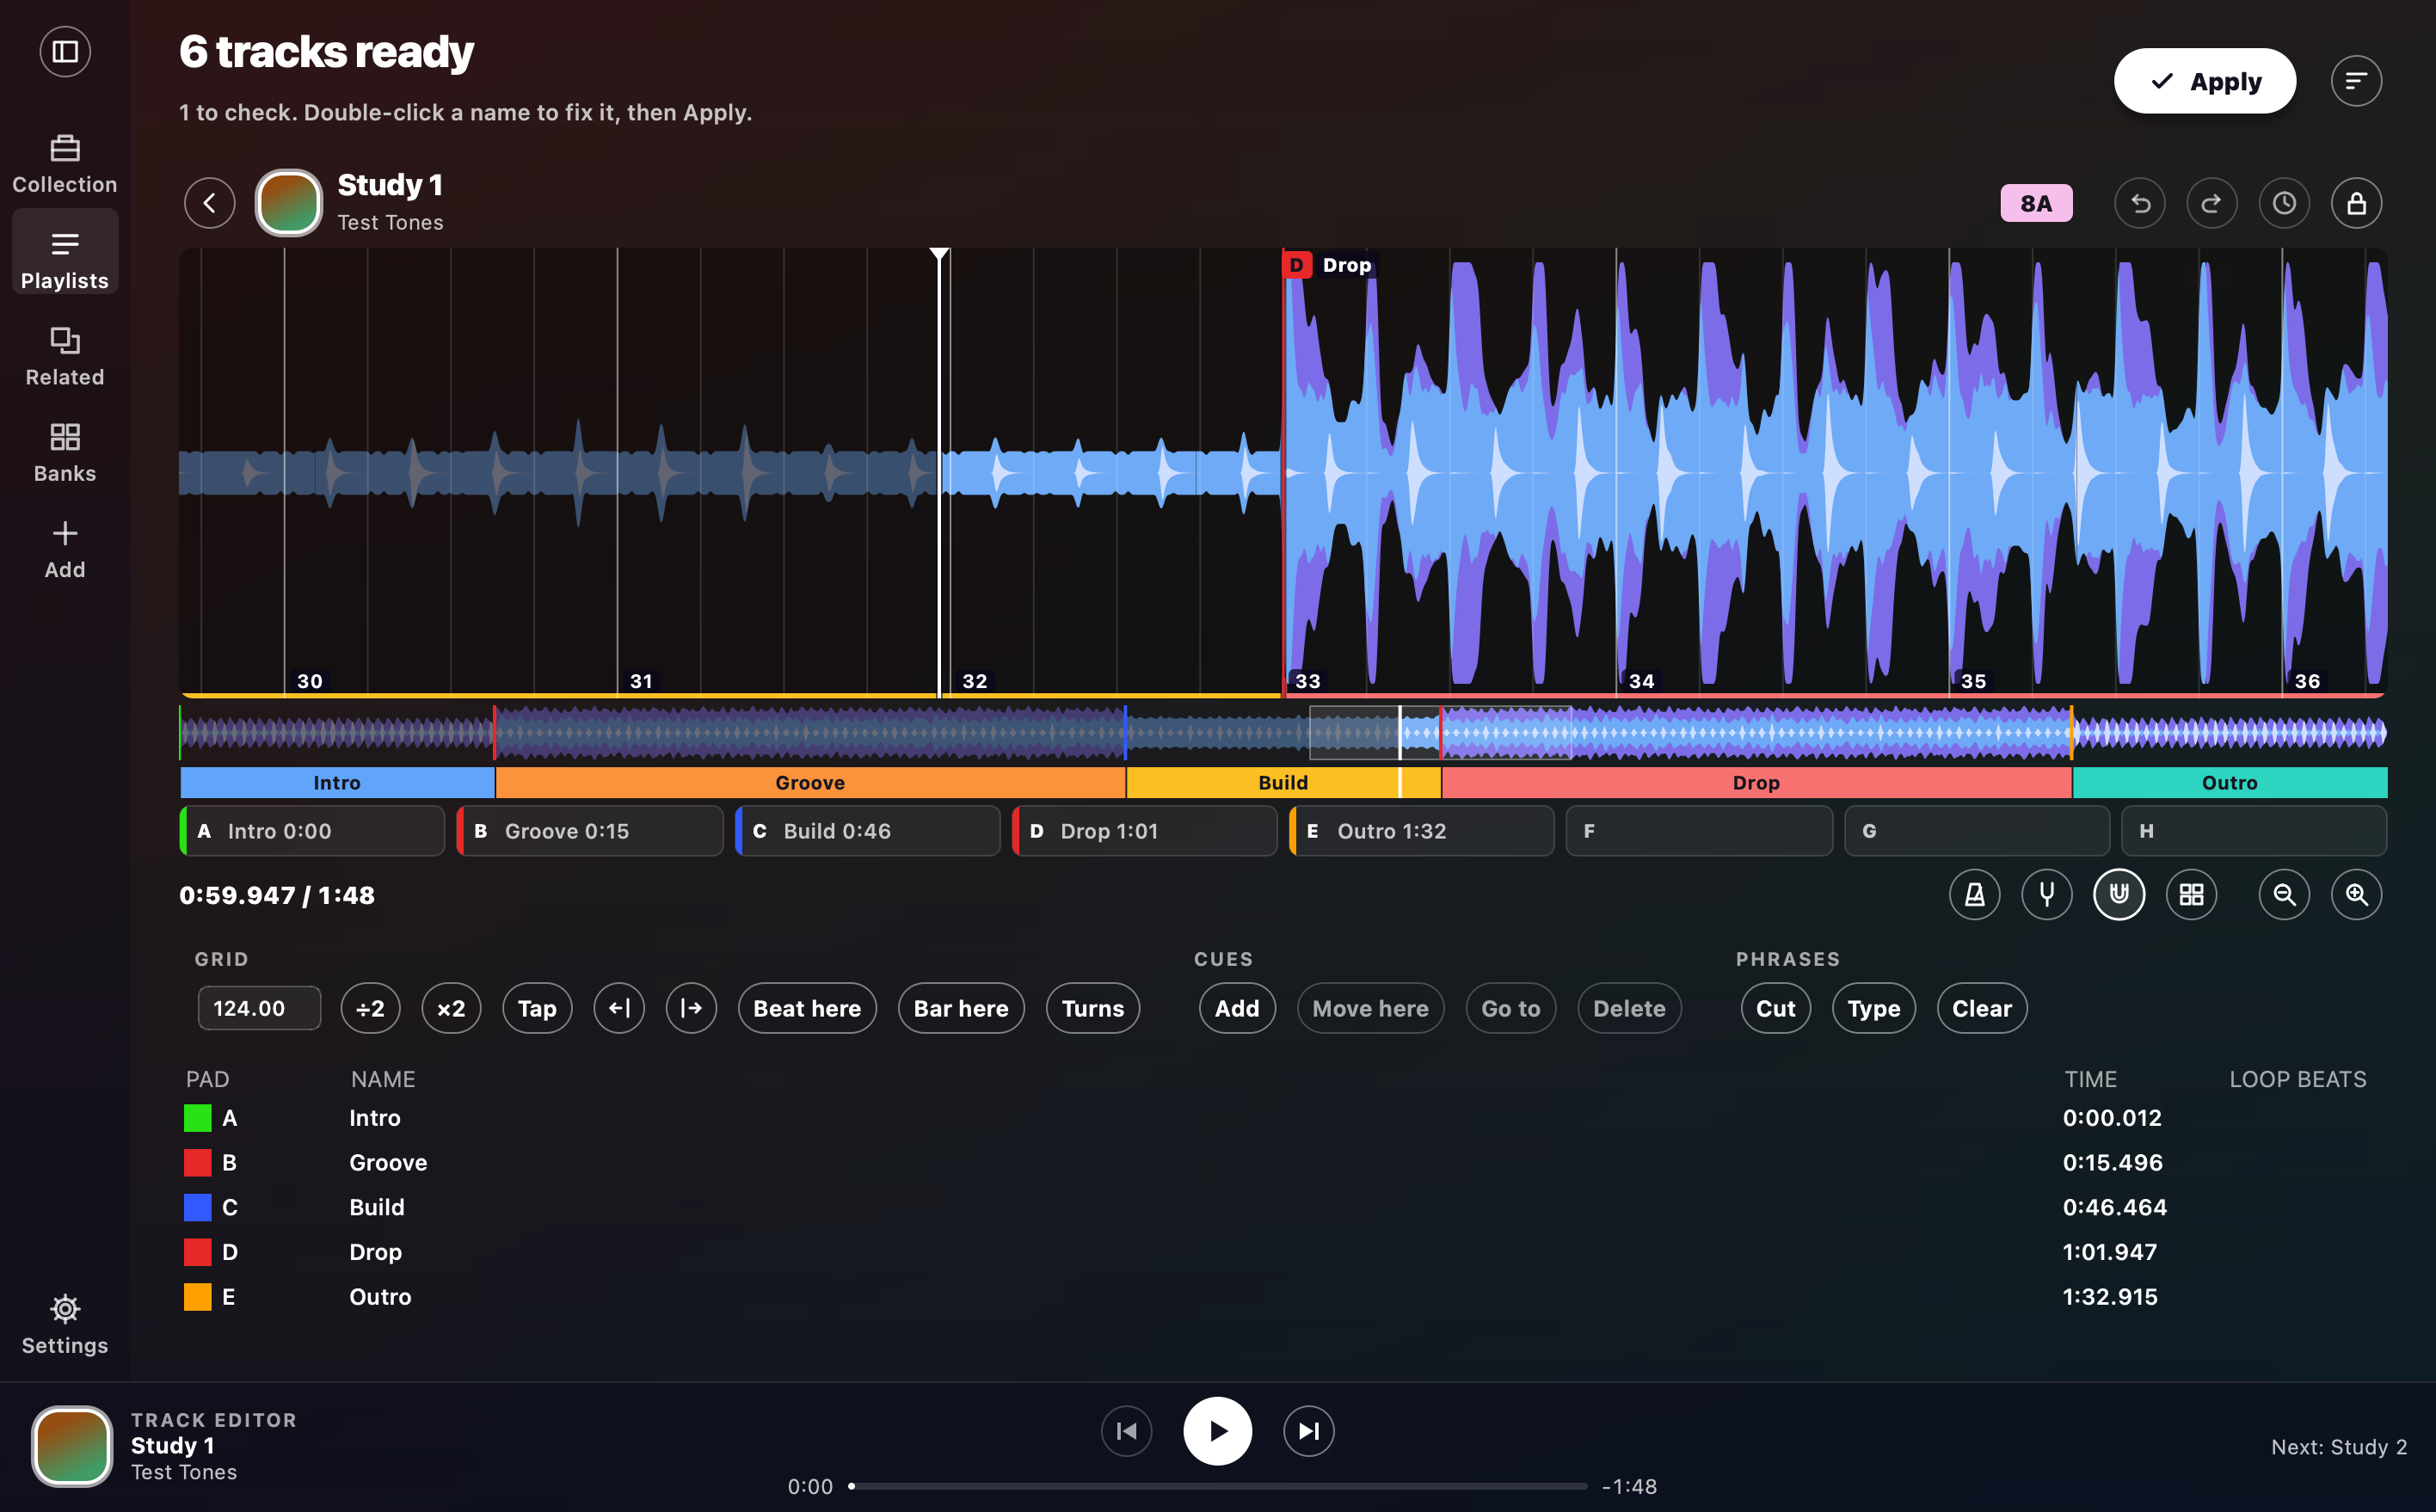 6 tracks ready
1 to check. Double-click a name to fix it, then Apply.
Apply
Collection
Playlists
Related
Banks
Add
Settings
Study 1
Test Tones
8A
D Drop
30 31 32 33 34 35 36
Intro Groove Build Drop Outro
A Intro 0:00
B Groove 0:15
C Build 0:46
D Drop 1:01
E Outro 1:32
F
G
H
0:59.947 / 1:48
GRID
124.00 ÷2 x2 Tap Beat here Bar here Turns
CUES
Add Move here Go to Delete
PHRASES
Cut Type Clear
PAD NAME TIME LOOP BEATS
A Intro 0:00.012
B Groove 0:15.496
C Build 0:46.464
D Drop 1:01.947
E Outro 1:32.915
TRACK EDITOR
Study 1
Test Tones
0:00 -1:48
Next: Study 2